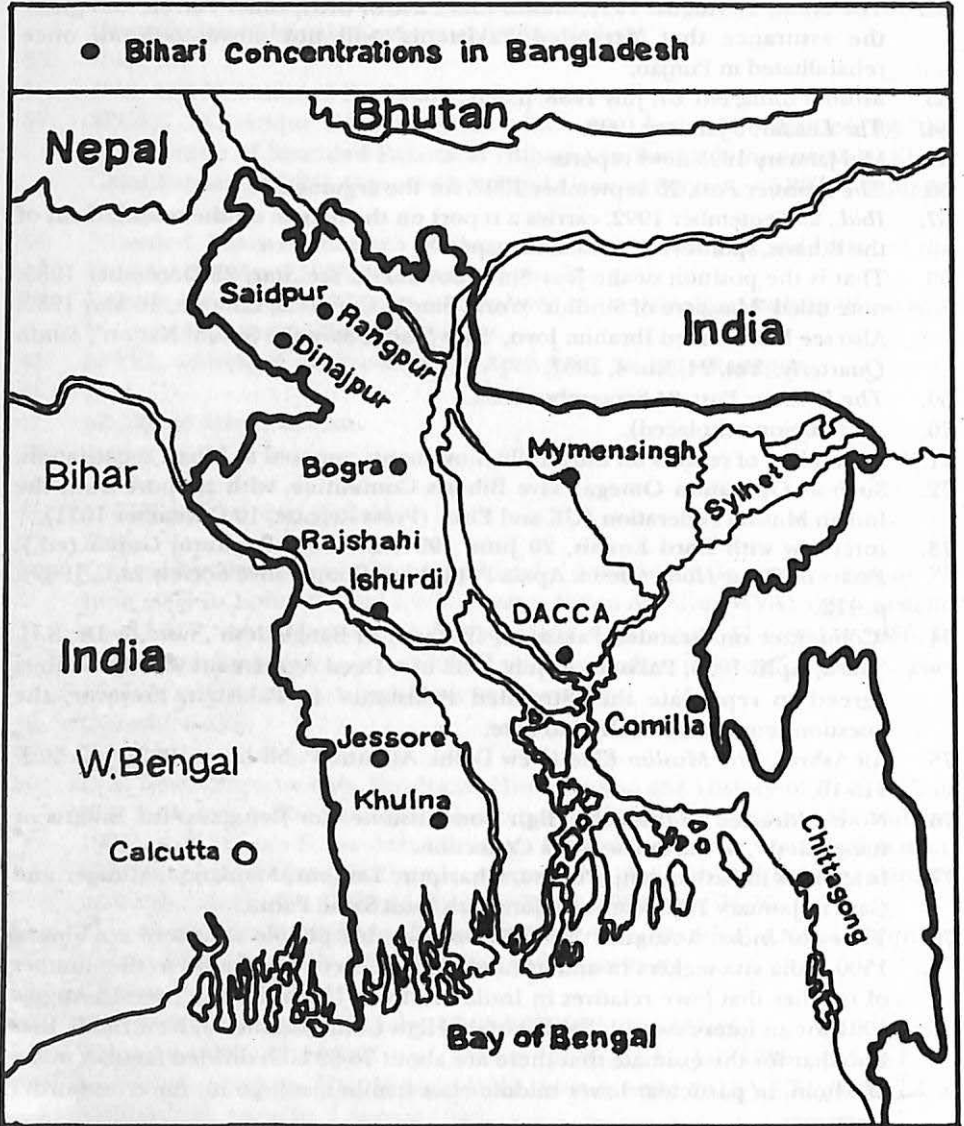 Bihari Concentrations in Bangladesh
Bhutan
Nepal
Saidpur
Rangpur
Dinajpur
India
Mymensingh
Sylhet
Bihar
Bogra
Rajshahi
Ishurdi
DACCA
India
Comilla
Jessore
W.Bengal
Khulna
Calcutta
Chittagong
Bay of Bengal